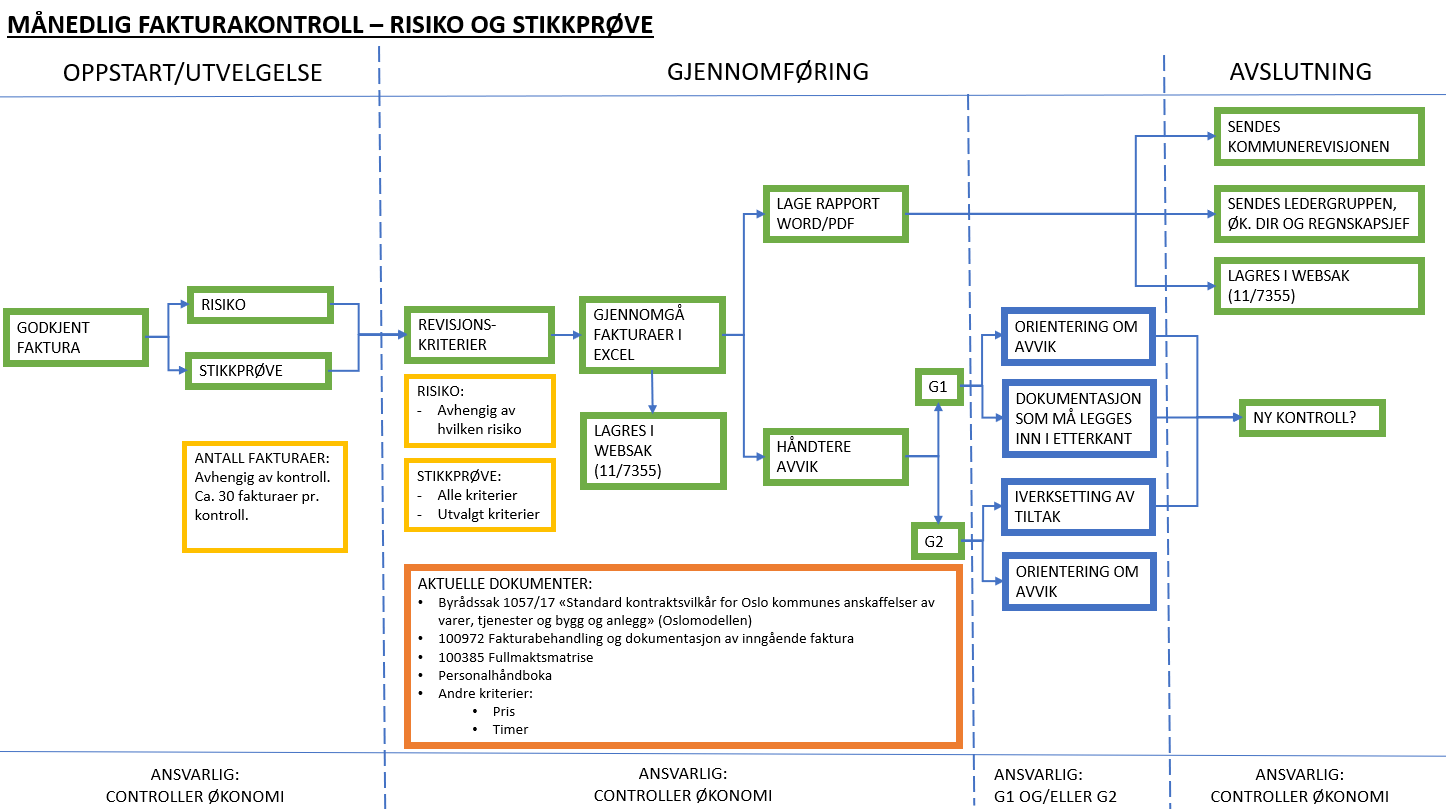 MÅNEDLIG FAKTURAKONTROLL – RISIKO OG STIKKPRØVE
OPPSTART/UTVELGELSE
GJENNOMFØRING
AVSLUTNING
GODKJENT
FAKTURA
RISIKO
STIKKPRØVE
ANTALL FAKTURAER:
Avhengig av kontroll.
Ca. 30 fakturaer pr.
kontroll.
REVISJONS-
KRITERIER
RISIKO:
- Avhengig av
hvilken risiko
STIKKPRØVE:
- Alle kriterier
- Utvalgt kriterier
GJENNOMGÅ
FAKTURAER I
EXCEL
LAGRES I
WEBSAK
(11/7355)
LAGE RAPPORT
WORD/PDF
HÅNDTERE
AVVIK
G1
G2
ORIENTERING OM
AVVIK
DOKUMENTASJON
SOM MÅ LEGGES
INN I ETTERKANT
IVERKSETTING AV
TILTAK
ORIENTERING OM
AVVIK
SENDES
KOMMUNEREVISJONEN
SENDES LEDERGRUPPEN,
ØK. DIR OG REGNSKAPSJEF
LAGRES I WEBSAK
(11/7355)
NY KONTROLL?
AKTUELLE DOKUMENTER:
• Byrådssak 1057/17 «Standard kontraktsvilkår for Oslo kommunes anskaffelser av
varer, tjenester og bygg og anlegg» (Oslomodellen)
• 100972 Fakturabehandling og dokumentasjon av inngående faktura
• 100385 Fullmaktsmatrise
• Personalhåndboka
• Andre kriterier:
• Pris
• Timer
ANSVARLIG:
CONTROLLER ØKONOMI
ANSVARLIG:
CONTROLLER ØKONOMI
ANSVARLIG:
G1 OG/ELLER G2
ANSVARLIG:
CONTROLLER ØKONOMI